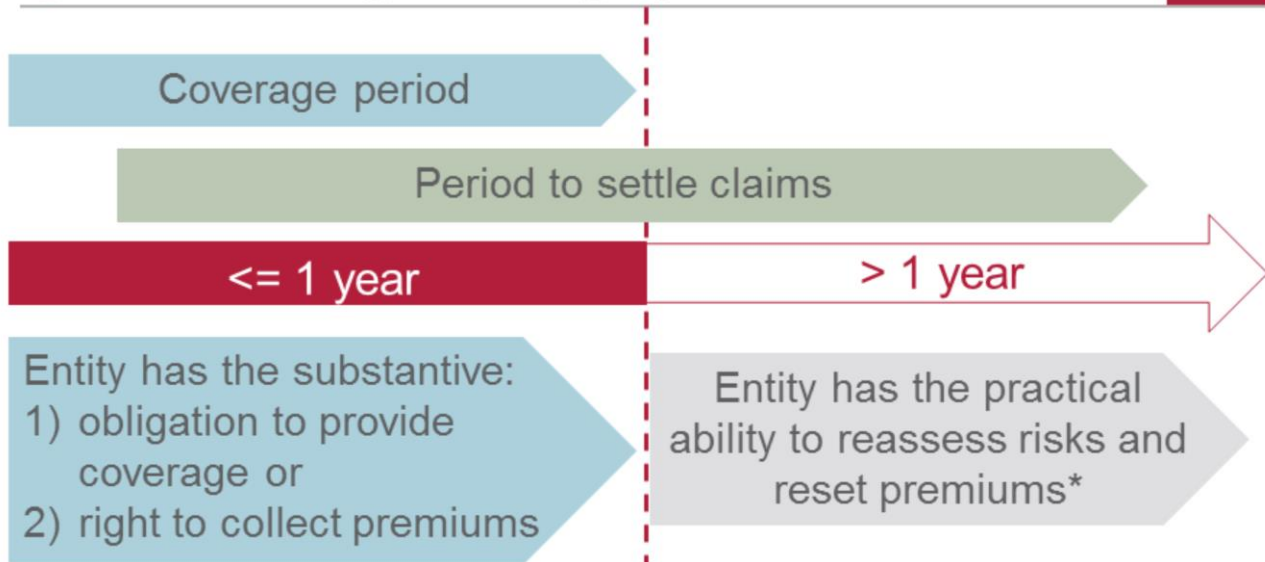 Coverage period
Period to settle claims
<= 1 year
> 1 year
Entity has the substantive:
1) obligation to provide
coverage or
2) right to collect premiums
Entity has the practical
ability to reassess risks and
reset premiums*